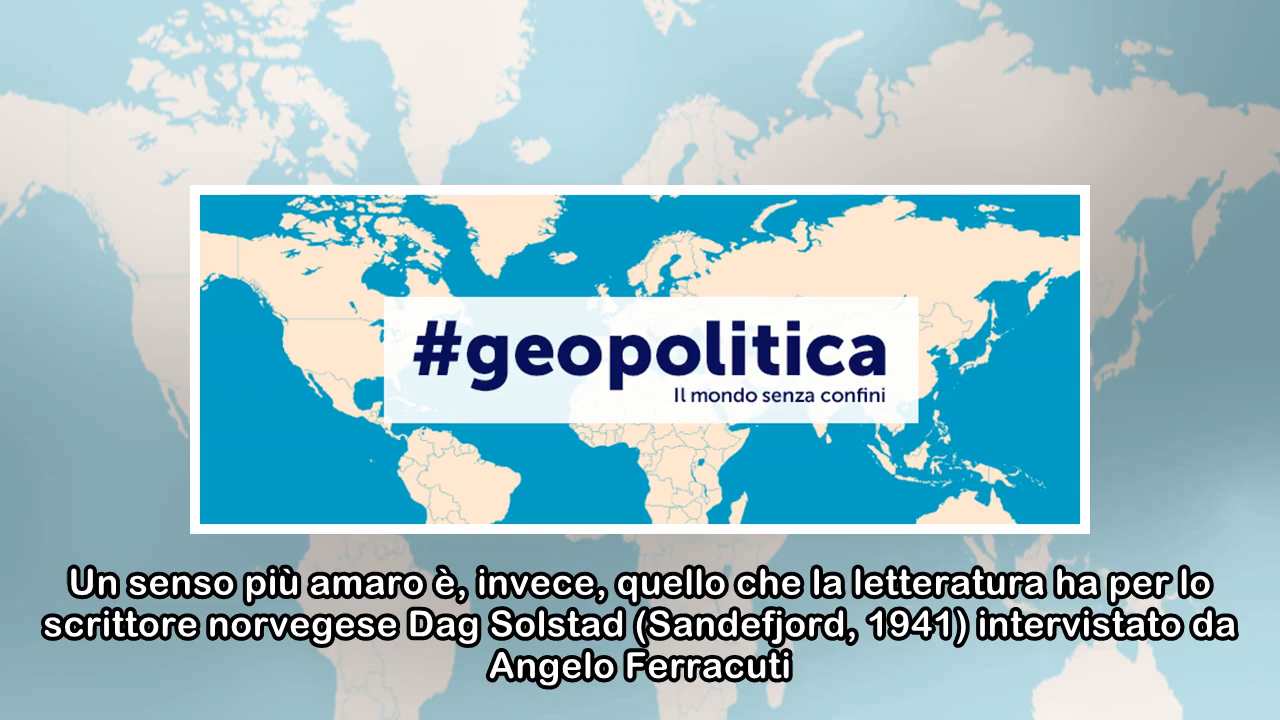 #geopolitica
Il mondo senza confini
Un senso più amaro è, invece, quello che la letteratura ha per lo
scrittore norvegese Dag Solstad (Sandefjord, 1941) intervistato da
Angelo Ferracuti